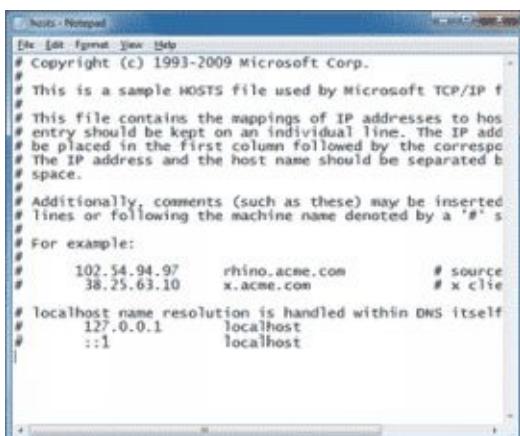 hosts - Notepad
File Edit Format View Help
# Copyright (c) 1993-2009 Microsoft Corp.
#
# This is a sample HOSTS file used by Microsoft TCP/IP f
#
# This file contains the mappings of IP addresses to hos
# entry should be kept on an individual line. The IP add
# be placed in the first column followed by the correspo
# The IP address and the host name should be separated b
# space.
#
# Additionally, comments (such as these) may be inserted
# lines or following the machine name denoted by a '#' s
#
# For example:
#
# 102.54.94.97 rhino.acme.com # source
# 38.25.63.10 x.acme.com # x clie
#
# localhost name resolution is handled within DNS itself
# 127.0.0.1 localhost
# ::1 localhost